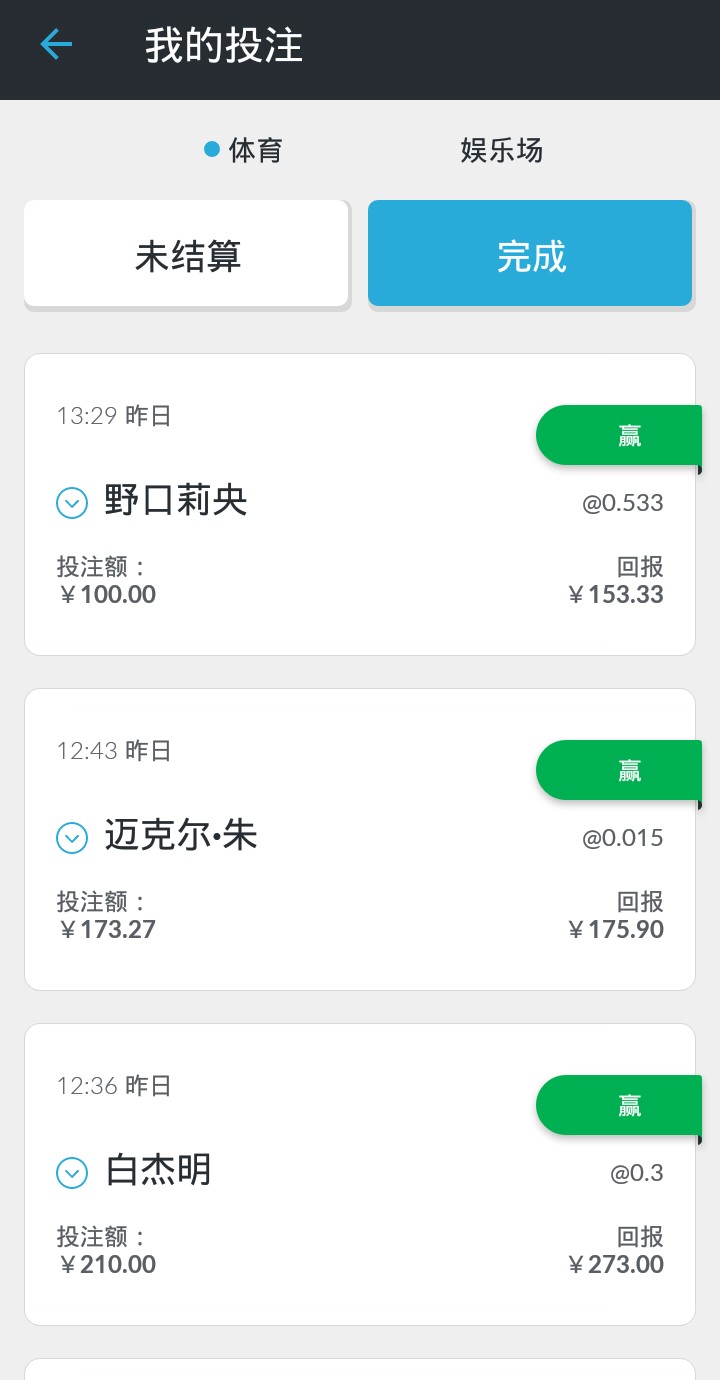 我的投注
体育 娱乐场
未结算 完成
13:29 昨日
赢
野口莉央 @0.533
投注额： 回报
￥100.00 ￥153.33
12:43 昨日
赢
迈克尔•朱 @0.015
投注额： 回报
￥173.27 ￥175.90
12:36 昨日
赢
白杰明 @0.3
投注额： 回报
￥210.00 ￥273.00